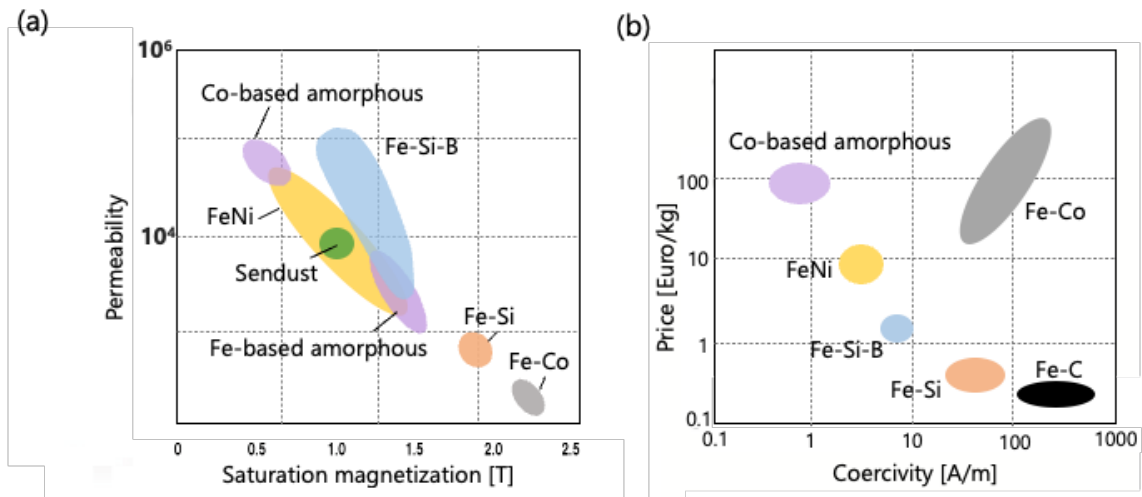 (a)
10⁶
Co-based amorphous
Fe-Si-B
FeNi
10⁴
Sendust
Fe-Si
Fe-based amorphous
Fe-Co
Permeability
0
0.5
1.0
1.5
2.0
2.5
Saturation magnetization [T]
(b)
Co-based amorphous
100
Fe-Co
10
FeNi
1
Fe-Si-B
Fe-C
Fe-Si
0.1
Price [Euro/kg]
0.1
1
10
100
1000
Coercivity [A/m]